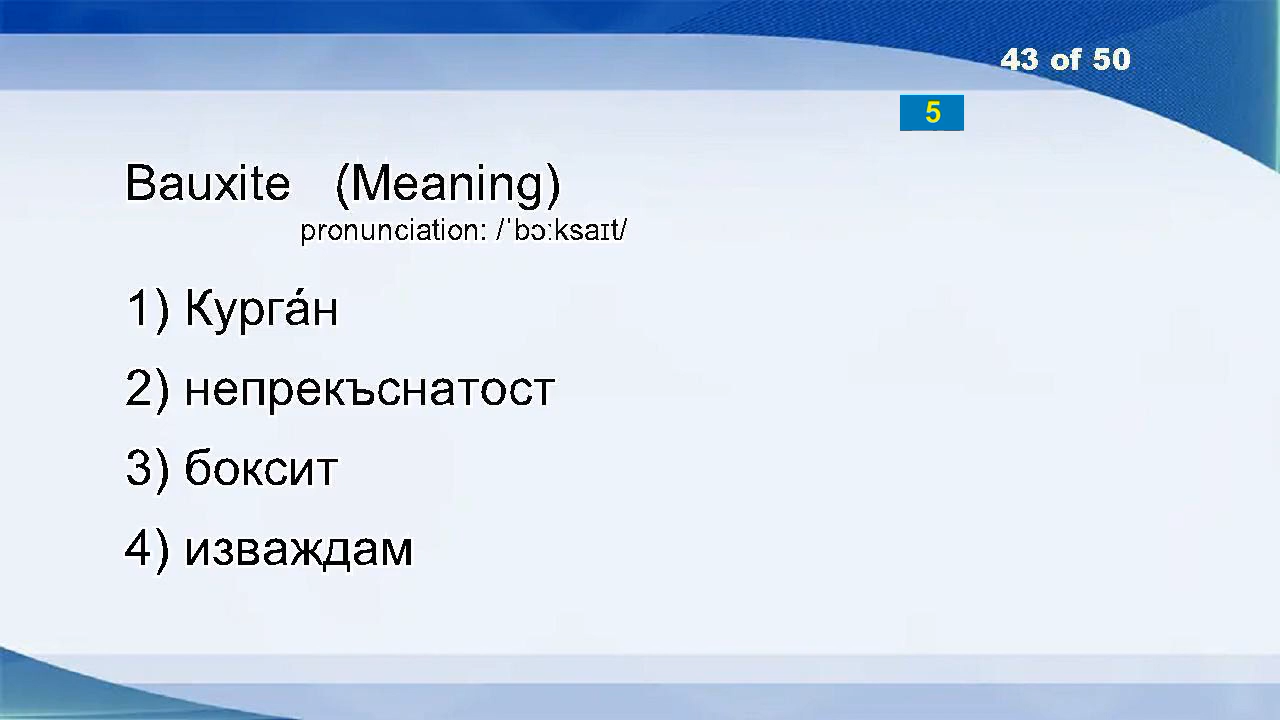 43 of 50
5
Bauxite (Meaning)
pronunciation: /ˈbɔːksaɪt/
1) Курга́н
2) непрекъснатост
3) боксит
4) изваждам